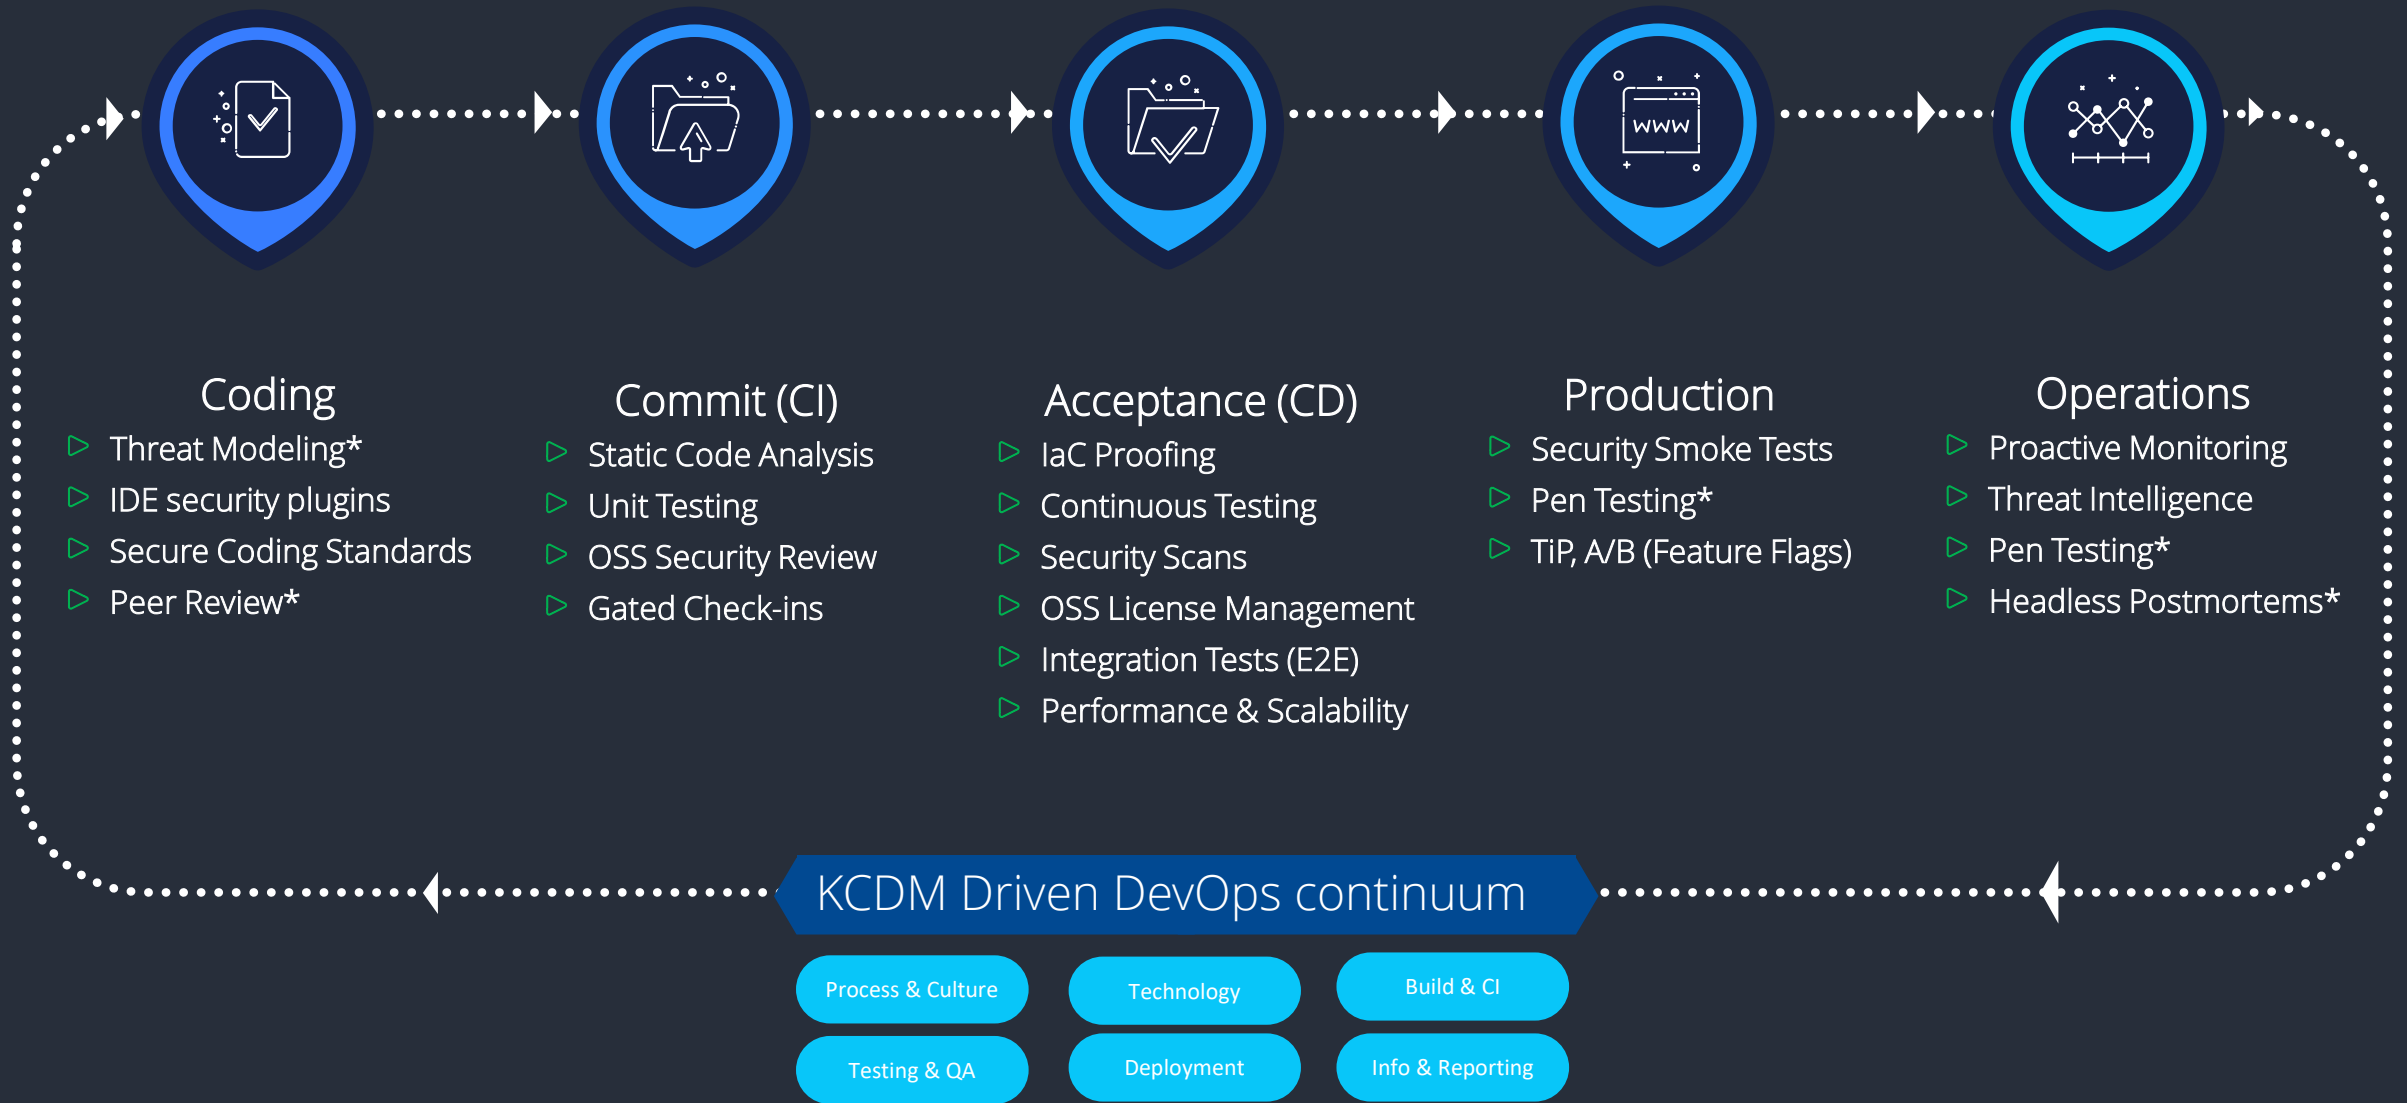 WWW
Coding
Threat Modeling*
IDE security plugins
Secure Coding Standards
Peer Review*
Commit (CI)
Static Code Analysis
Unit Testing
OSS Security Review
Gated Check-ins
Acceptance (CD)
IaC Proofing
Continuous Testing
Security Scans
OSS License Management
Integration Tests (E2E)
Performance & Scalability
Production
Security Smoke Tests
Pen Testing*
TiP, A/B (Feature Flags)
Operations
Proactive Monitoring
Threat Intelligence
Pen Testing*
Headless Postmortems*
KCDM Driven DevOps continuum
Process & Culture
Technology
Build & CI
Testing & QA
Deployment
Info & Reporting